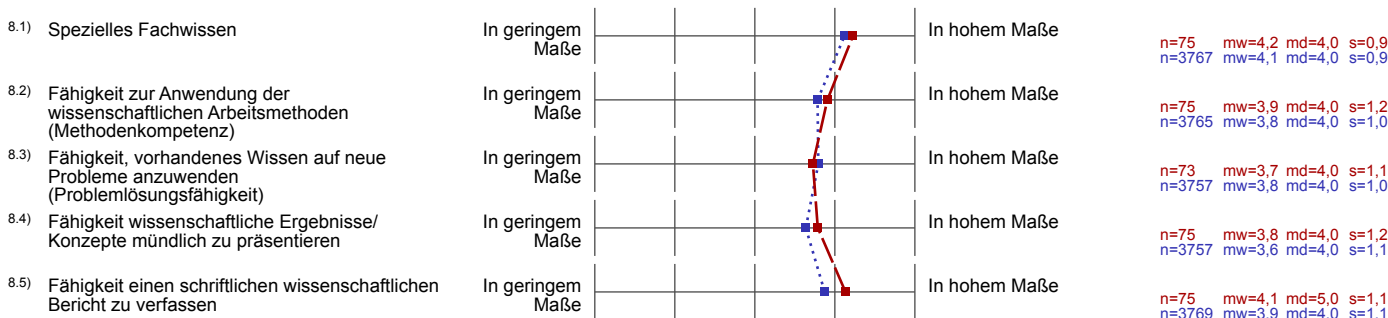 8.1) Spezielles Fachwissen
In geringem
Maße
In hohem Maße
n=75 mw=4,2 md=4,0 s=0,9
n=3767 mw=4,1 md=4,0 s=0,9
8.2) Fähigkeit zur Anwendung der
wissenschaftlichen Arbeitsmethoden
(Methodenkompetenz)
In geringem
Maße
In hohem Maße
n=75 mw=3,9 md=4,0 s=1,2
n=3765 mw=3,8 md=4,0 s=1,0
8.3) Fähigkeit, vorhandenes Wissen auf neue
Probleme anzuwenden
(Problemlösungsfähigkeit)
In geringem
Maße
In hohem Maße
n=73 mw=3,7 md=4,0 s=1,1
n=3757 mw=3,8 md=4,0 s=1,0
8.4) Fähigkeit wissenschaftliche Ergebnisse/
Konzepte mündlich zu präsentieren
In geringem
Maße
In hohem Maße
n=75 mw=3,8 md=4,0 s=1,2
n=3757 mw=3,6 md=4,0 s=1,1
8.5) Fähigkeit einen schriftlichen wissenschaftlichen
Bericht zu verfassen
In geringem
Maße
In hohem Maße
n=75 mw=4,1 md=5,0 s=1,1
n=3769 mw=3,9 md=4,0 s=1,1